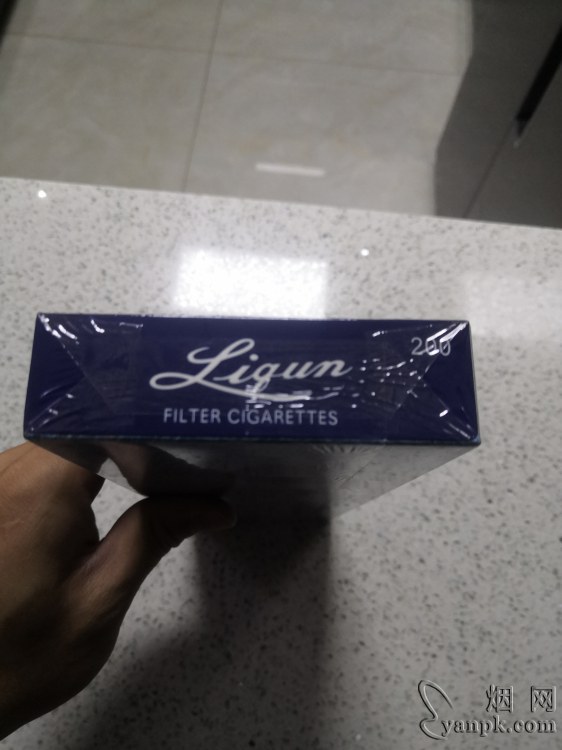 200
Liqun
FILTER CIGARETTES
烟网
yanpk.com